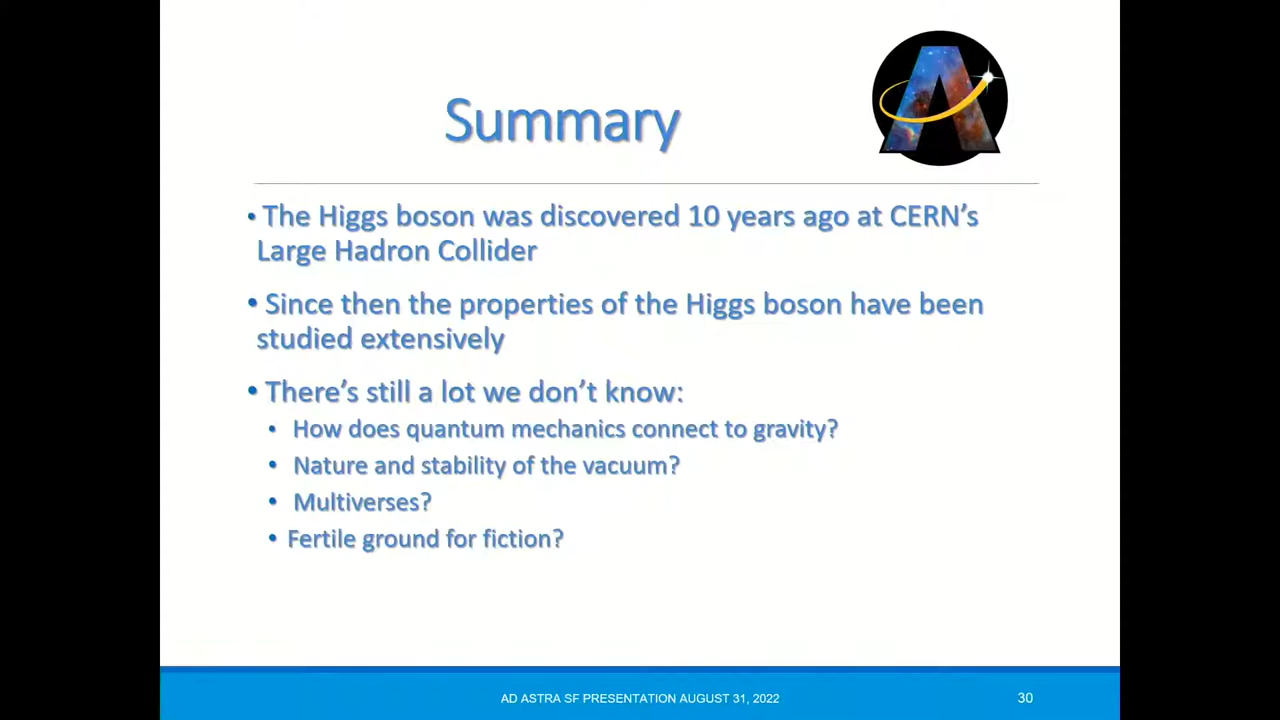 Summary
• The Higgs boson was discovered 10 years ago at CERN’s
Large Hadron Collider
• Since then the properties of the Higgs boson have been
studied extensively
• There’s still a lot we don’t know:
• How does quantum mechanics connect to gravity?
• Nature and stability of the vacuum?
• Multiverses?
• Fertile ground for fiction?
AD ASTRA SF PRESENTATION AUGUST 31, 2022
30